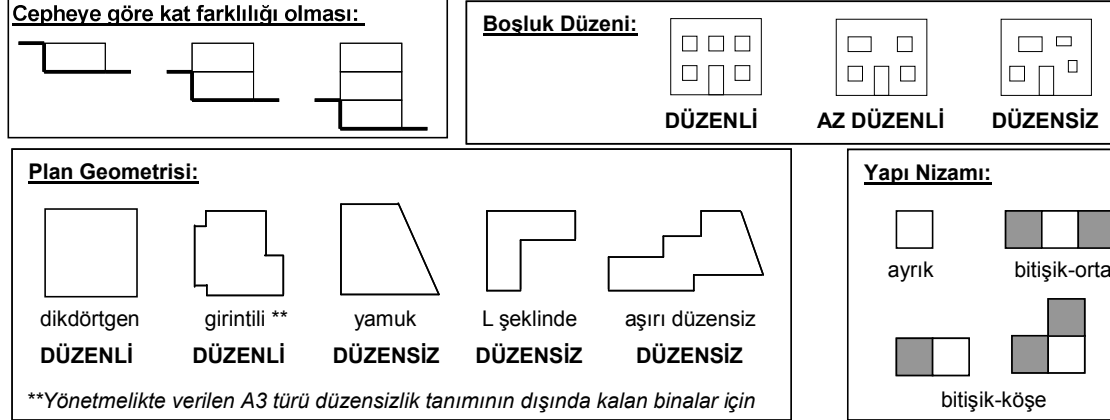 Cepheye göre kat farklılığı olması:
Boşluk Düzeni:
DÜZENLİ AZ DÜZENLİ DÜZENSİZ
Plan Geometrisi:
dikdörtgen girintili ** yamuk L şeklinde aşırı düzensiz
DÜZENLİ DÜZENLİ DÜZENSİZ DÜZENSİZ DÜZENSİZ
**Yönetmelikte verilen A3 türü düzensizlik tanımının dışında kalan binalar için
Yapı Nizamı:
ayrık bitişik-orta
bitişik-köşe